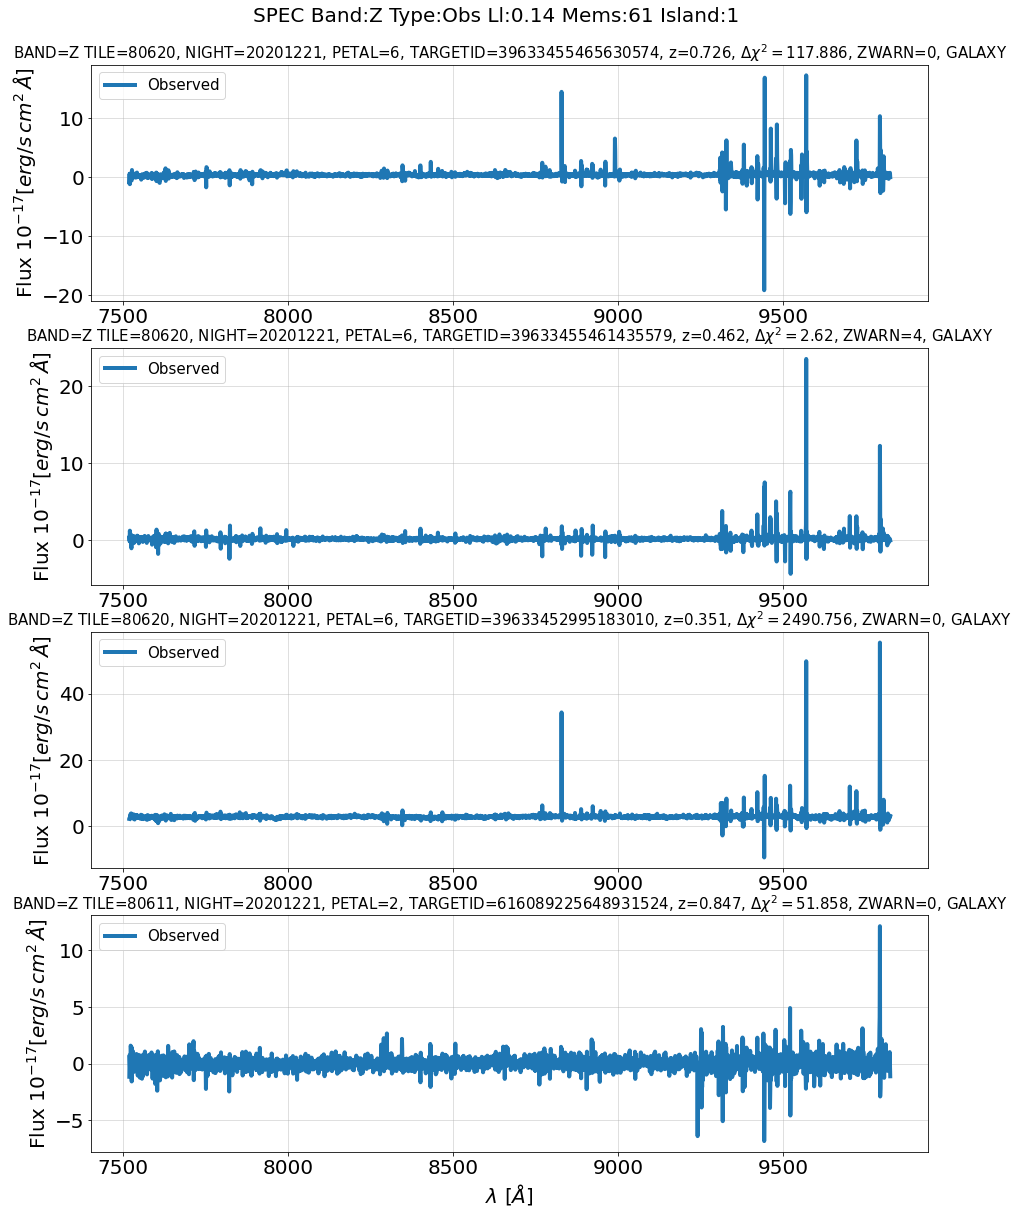 SPEC Band:Z Type:Obs Ll:0.14 Mems:61 Island:1
BAND=Z TILE=80620, NIGHT=20201221, PETAL=6, TARGETID=39633455465630574, z=0.726, Δχ²=117.886, ZWARN=0, GALAXY
Observed
Flux 10⁻¹⁷[erg/s cm² Å]
10
0
−10
−20
7500 8000 8500 9000 9500
BAND=Z TILE=80620, NIGHT=20201221, PETAL=6, TARGETID=39633455461435579, z=0.462, Δχ²=2.62, ZWARN=4, GALAXY
Observed
Flux 10⁻¹⁷[erg/s cm² Å]
20
10
0
7500 8000 8500 9000 9500
BAND=Z TILE=80620, NIGHT=20201221, PETAL=6, TARGETID=39633452995183010, z=0.351, Δχ²=2490.756, ZWARN=0, GALAXY
Observed
Flux 10⁻¹⁷[erg/s cm² Å]
40
20
0
7500 8000 8500 9000 9500
BAND=Z TILE=80611, NIGHT=20201221, PETAL=2, TARGETID=616089225648931524, z=0.847, Δχ²=51.858, ZWARN=0, GALAXY
Observed
Flux 10⁻¹⁷[erg/s cm² Å]
10
5
0
−5
7500 8000 8500 9000 9500
λ [Å]